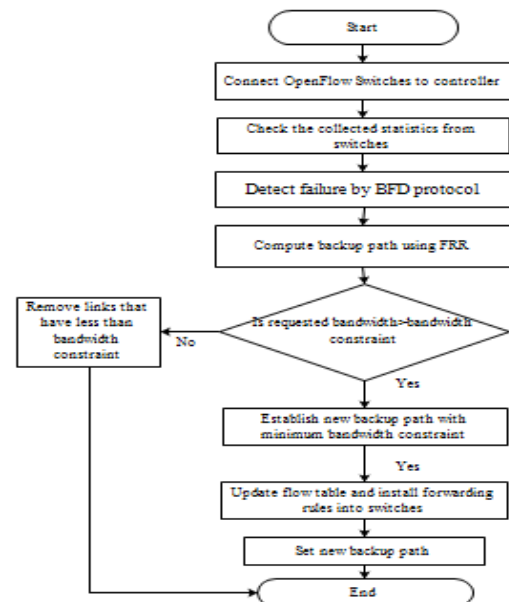 Start
Connect OpenFlow Switches to controller
Check the collected statistics from
switches
Detect failure by BFD protocol
Compute backup path using FRR
Is requested bandwidth>bandwidth
constraint
Remove links that
have less than
bandwidth
constraint
No
Yes
Establish new backup path with
minimum bandwidth constraint
Yes
Update flow table and install forwarding
rules into switches
Set new backup path
End